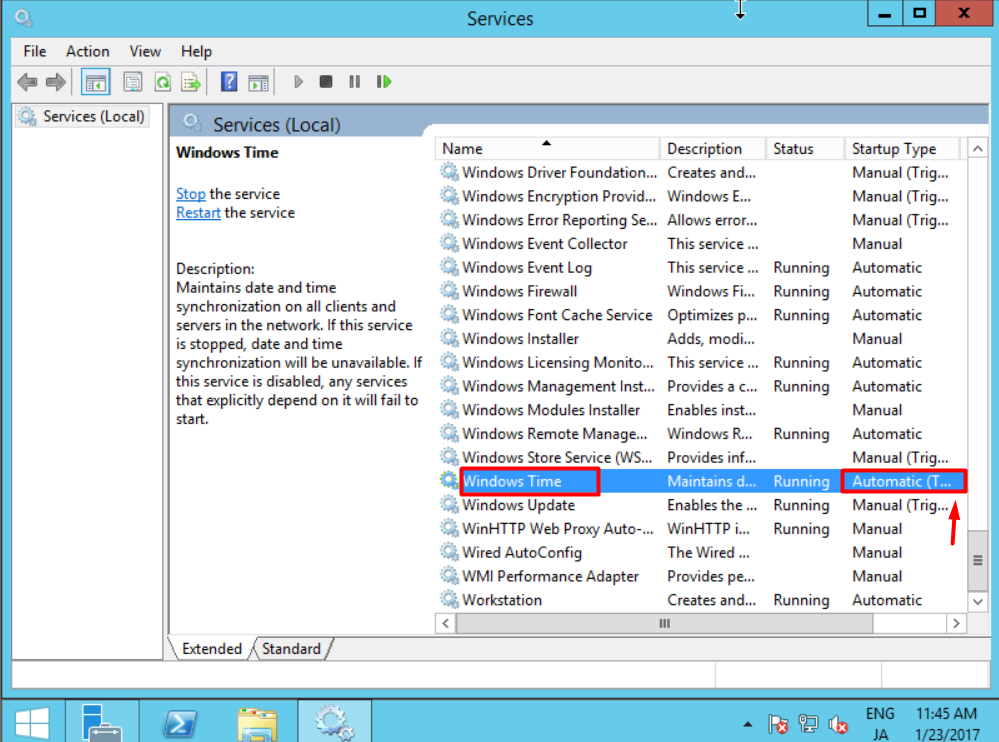 Services
File Action View Help
Services (Local)
Services (Local)
Windows Time
Stop the service
Restart the service
Description:
Maintains date and time
synchronization on all clients and
servers in the network. If this service
is stopped, date and time
synchronization will be unavailable. If
this service is disabled, any services
that explicitly depend on it will fail to
start.
Name Description Status Startup Type
Windows Driver Foundation... Creates and... Manual (Trig...
Windows Encryption Provid... Windows E... Manual (Trig...
Windows Error Reporting Se... Allows error... Manual (Trig...
Windows Event Collector This service ... Manual
Windows Event Log This service ... Running Automatic
Windows Firewall Windows Fi... Running Automatic
Windows Font Cache Service Optimizes p... Running Automatic
Windows Installer Adds, modi... Manual
Windows Licensing Monito... This service ... Running Automatic
Windows Management Inst... Provides a c... Running Automatic
Windows Modules Installer Enables inst... Manual
Windows Remote Manage... Windows R... Running Automatic
Windows Store Service (WS... Provides inf... Manual (Trig...
Windows Time Maintains d... Running Automatic (T...
Windows Update Enables the ... Running Manual (Trig...
WinHTTP Web Proxy Auto-... WinHTTP i... Running Manual
Wired AutoConfig The Wired ... Manual
WMI Performance Adapter Provides pe... Manual
Workstation Creates and... Running Automatic
Extended Standard
ENG 11:45 AM
JA 1/23/2017